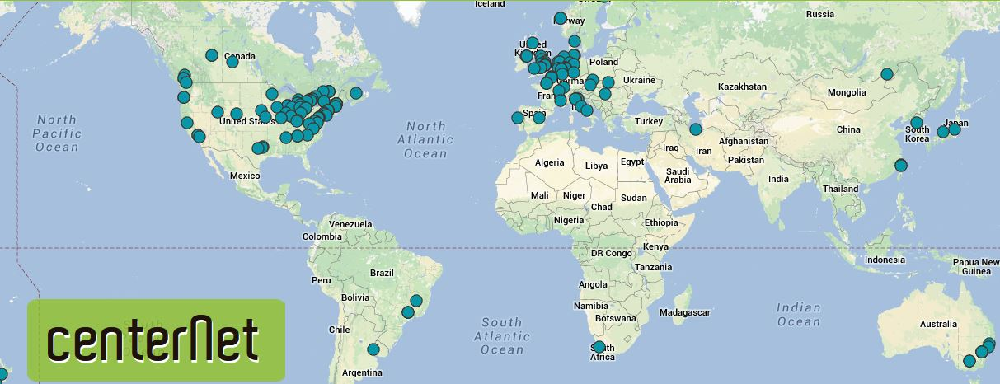 Iceland
Russia
Norway
Canada
United
Kingdom
Poland
Germany
Ukraine
Kazakhstan
Mongolia
France
North
Pacific
Ocean
North
Atlantic
Ocean
United States
Spain
Turkey
China
South
Korea
Japan
Iraq
Iran
Afghanistan
Pakistan
Algeria
Libya
Egypt
Saudi
Arabia
Mexico
India
Thailand
Mali
Niger
Chad
Sudan
Nigeria
Ethiopia
Venezuela
Colombia
DR Congo
Kenya
Indonesia
Papua New
Guinea
Tanzania
Brazil
Peru
Angola
Bolivia
Namibia
Botswana
Madagascar
Indian
Ocean
Australia
South
Atlantic
Ocean
Chile
South
Africa
Argentina
centerNet